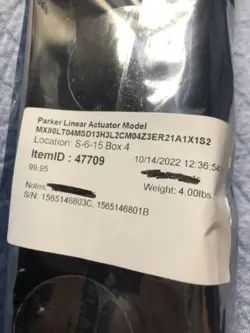 Parker Linear Actuator Model
MX80LT04MSD13H3L2CM04Z3ER21A1X1S2
Location: S-6-15 Box 4
ItemID : 47709
10/14/2022 12:36:54
99.95
Weight: 4.00lbs
Notes
S/N: 1565146803C, 1565146801B